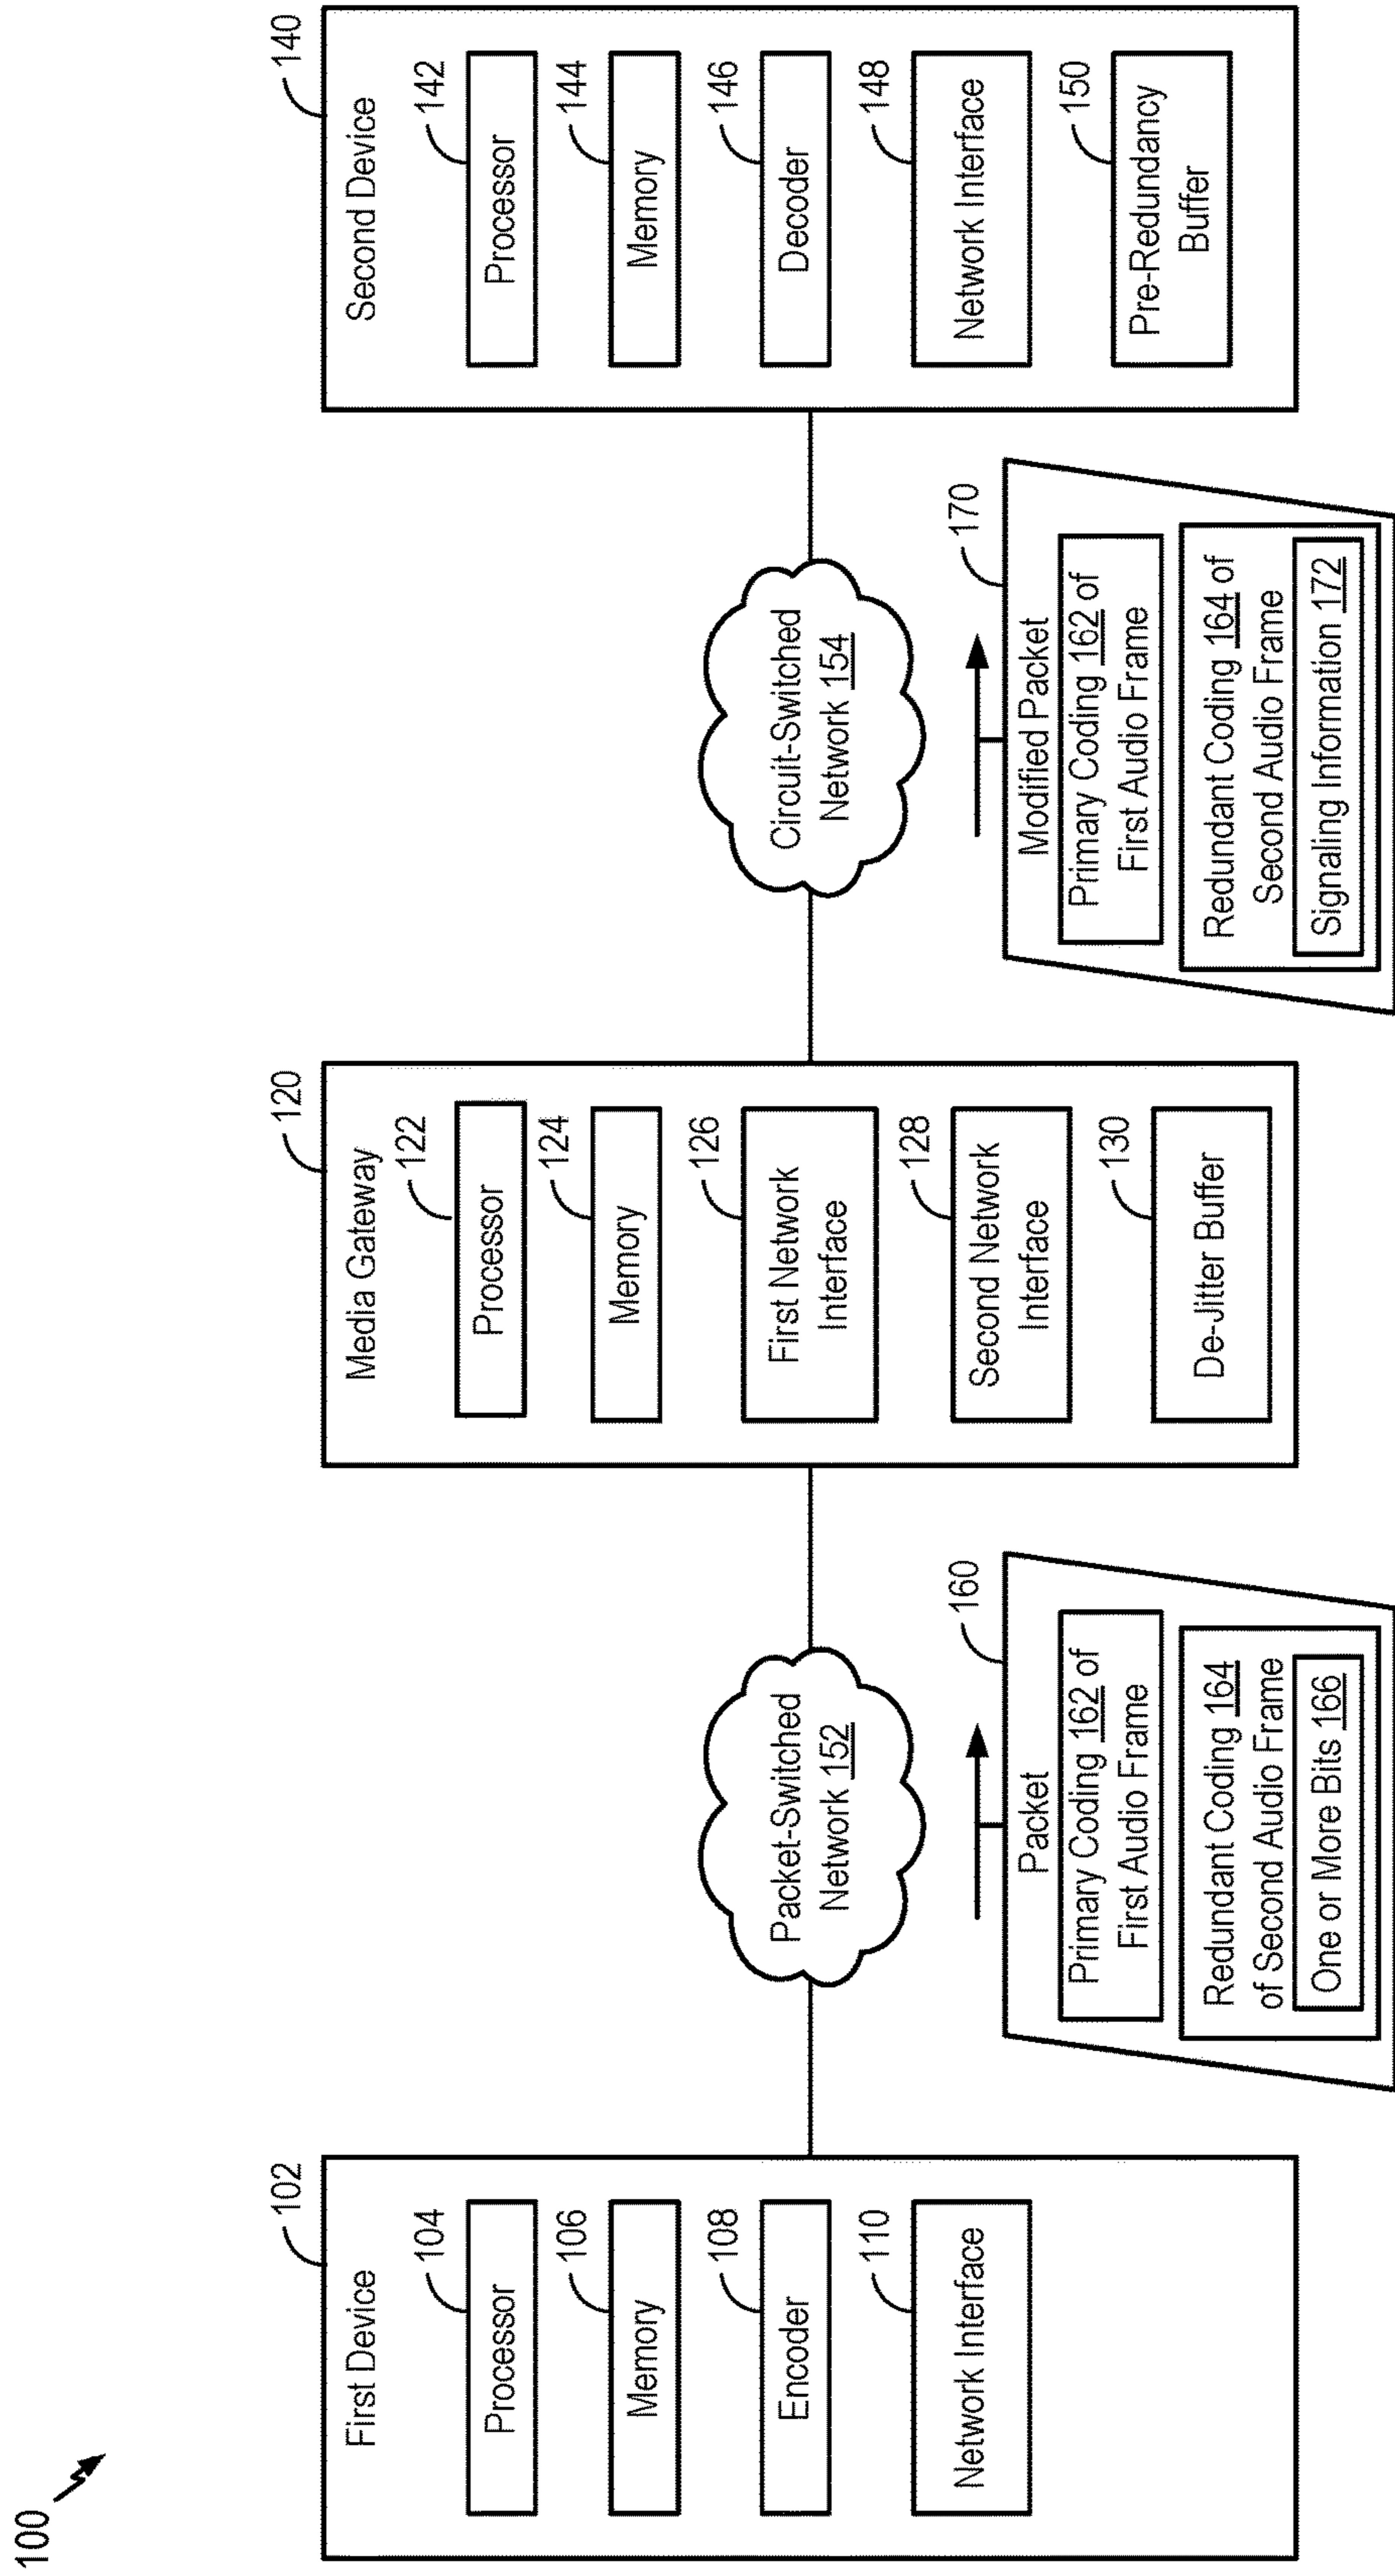 100
102
First Device
104
Processor
106
Memory
108
Encoder
110
Network Interface
Packet-Switched
Network 152
160
Packet
Primary Coding 162 of
First Audio Frame
Redundant Coding 164
of Second Audio Frame
One or More Bits 166
120
Media Gateway
122
Processor
124
Memory
126
First Network
Interface
128
Second Network
Interface
130
De-Jitter Buffer
Circuit-Switched
Network 154
170
Modified Packet
Primary Coding 162 of
First Audio Frame
Redundant Coding 164 of
Second Audio Frame
Signaling Information 172
140
Second Device
142
Processor
144
Memory
146
Decoder
148
Network Interface
150
Pre-Redundancy
Buffer